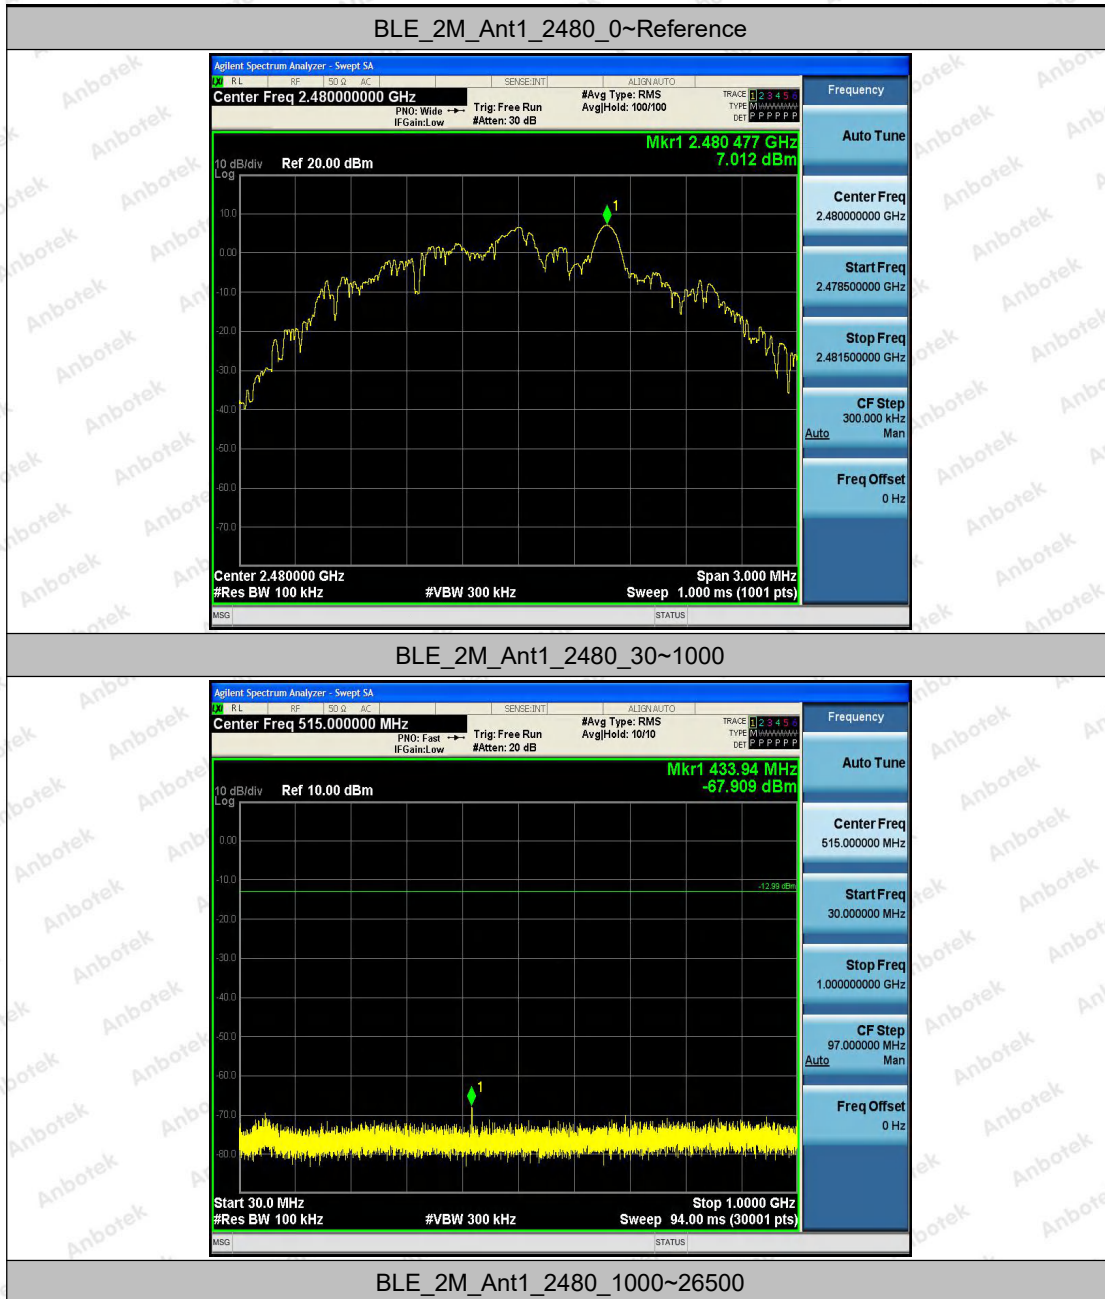 BLE_2M_Ant1_2480_0~Reference
Agilent Spectrum Analyzer - Swept SA
RL RF 50 Ω AC SENSE:INT ALIGN AUTO
Center Freq 2.480000000 GHz
PNO: Wide
IFGain:Low
Trig: Free Run
#Atten: 30 dB
#Avg Type: RMS
Avg|Hold: 100/100
TRACE 1 2 3 4 5 6
TYPE M
DET P P P P P P
Mkr1 2.480 477 GHz
7.012 dBm
10 dB/div Ref 20.00 dBm
Log
1
10.0
0.00
-10.0
-20.0
-30.0
-40.0
-50.0
-60.0
-70.0
Center 2.480000 GHz Span 3.000 MHz
#Res BW 100 kHz #VBW 300 kHz Sweep 1.000 ms (1001 pts)
MSG STATUS
Frequency
Auto Tune
Center Freq
2.480000000 GHz
Start Freq
2.478500000 GHz
Stop Freq
2.481500000 GHz
CF Step
300.000 kHz
Auto Man
Freq Offset
0 Hz
BLE_2M_Ant1_2480_30~1000
Agilent Spectrum Analyzer - Swept SA
RL RF 50 Ω AC SENSE:INT ALIGN AUTO
Center Freq 515.000000 MHz
PNO: Fast
IFGain:Low
Trig: Free Run
#Atten: 20 dB
#Avg Type: RMS
Avg|Hold: 10/10
TRACE 1 2 3 4 5 6
TYPE M
DET P P P P P P
Mkr1 433.94 MHz
-67.909 dBm
10 dB/div Ref 10.00 dBm
Log
0.00
-10.0
-12.99 dBm
-20.0
-30.0
-40.0
-50.0
-60.0
1
-70.0
-80.0
Start 30.0 MHz Stop 1.0000 GHz
#Res BW 100 kHz #VBW 300 kHz Sweep 94.00 ms (30001 pts)
MSG STATUS
Frequency
Auto Tune
Center Freq
515.000000 MHz
Start Freq
30.000000 MHz
Stop Freq
1.000000000 GHz
CF Step
97.000000 MHz
Auto Man
Freq Offset
0 Hz
BLE_2M_Ant1_2480_1000~26500